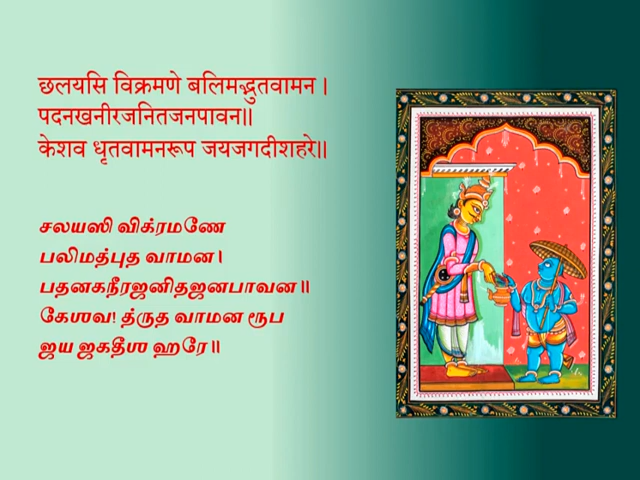 छलयसि विक्रमणे बलिमद्भुतवामन |
पदनखनीरजनितजनपावन॥
केशव धृतवामनरूप जयजगदीशहरे॥
சலயஸி விக்ரமணே
பலிமத்புத வாமன।
பதனகநீரஜனிதஜனபாவன॥
கேஶவ! த்ருத வாமன ரூப
ஜய ஜகதீஶ ஹரே॥